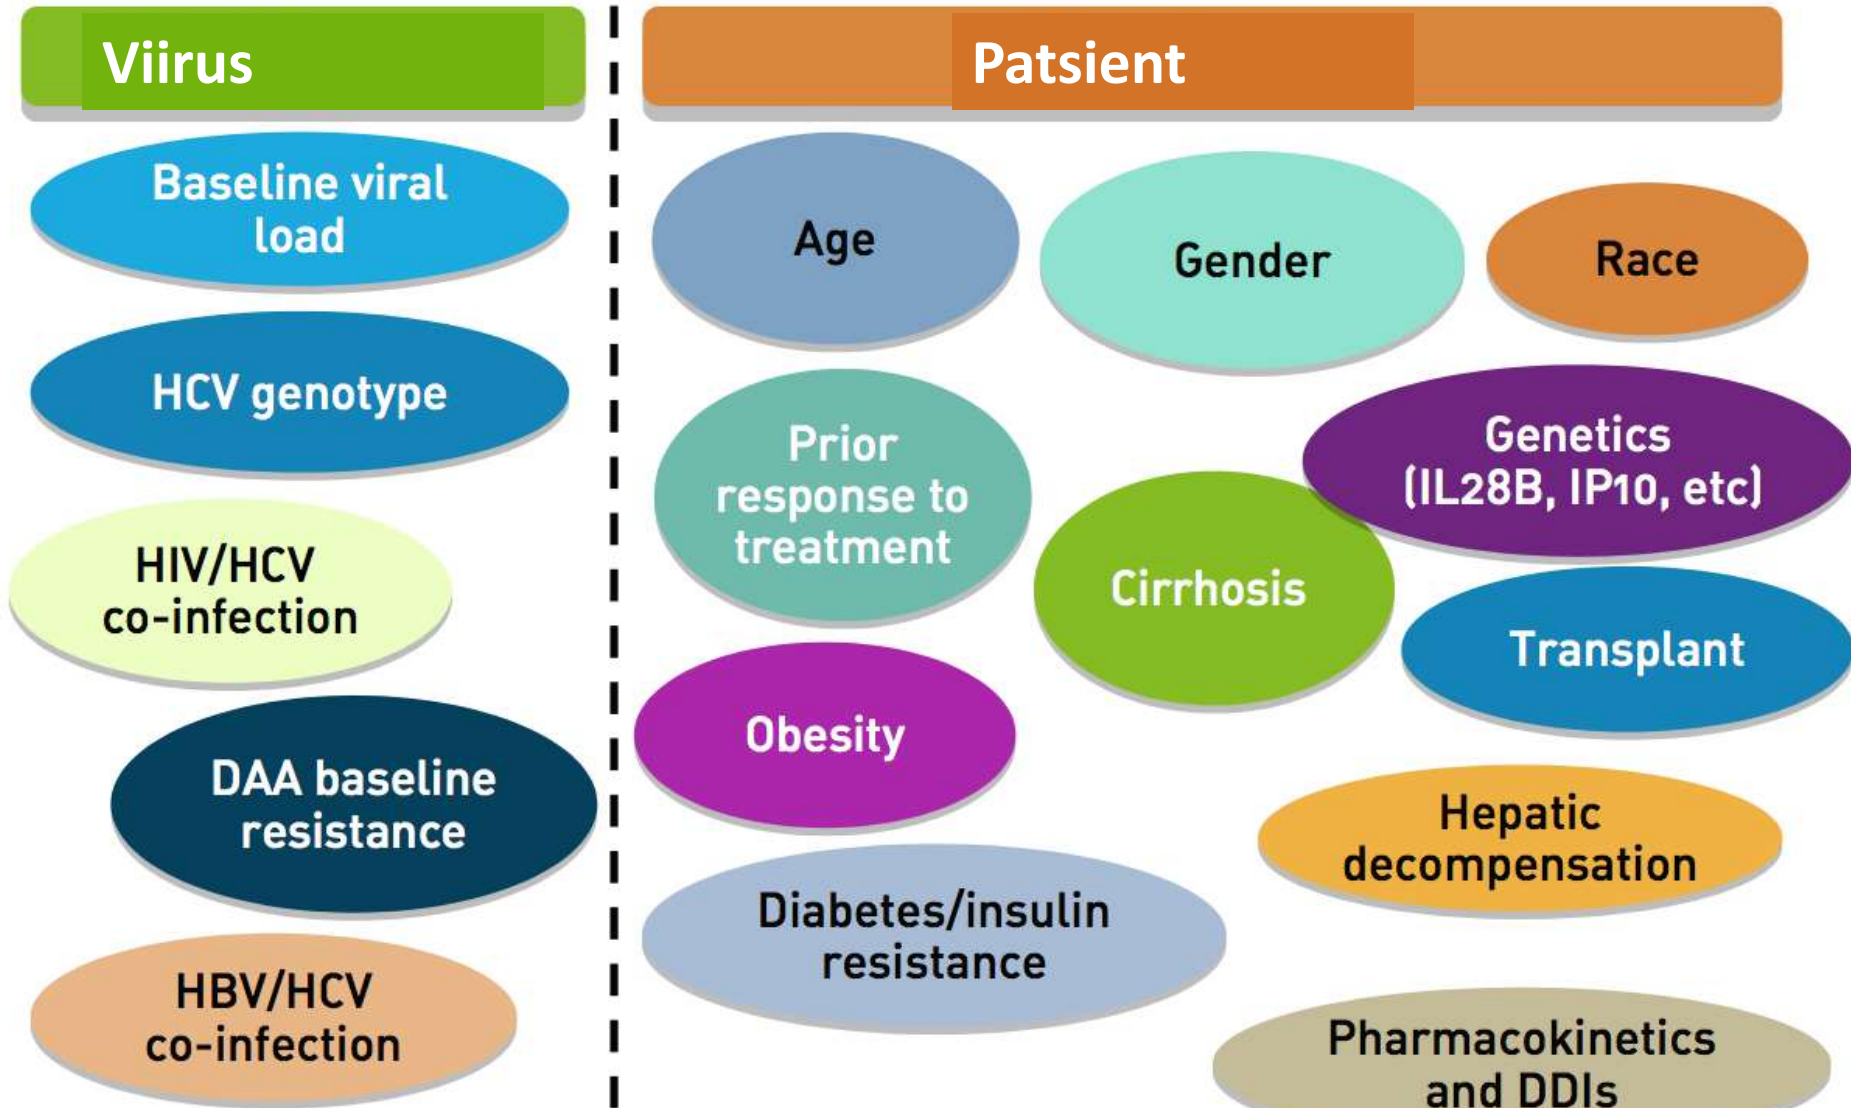 Viirus
Baseline viral
load
HCV genotype
HIV/HCV
co-infection
DAA baseline
resistance
HBV/HCV
co-infection
Patsient
Age
Gender
Race
Prior
response to
treatment
Genetics
(IL28B, IP10, etc)
Cirrhosis
Transplant
Obesity
Hepatic
decompensation
Diabetes/insulin
resistance
Pharmacokinetics
and DDIs